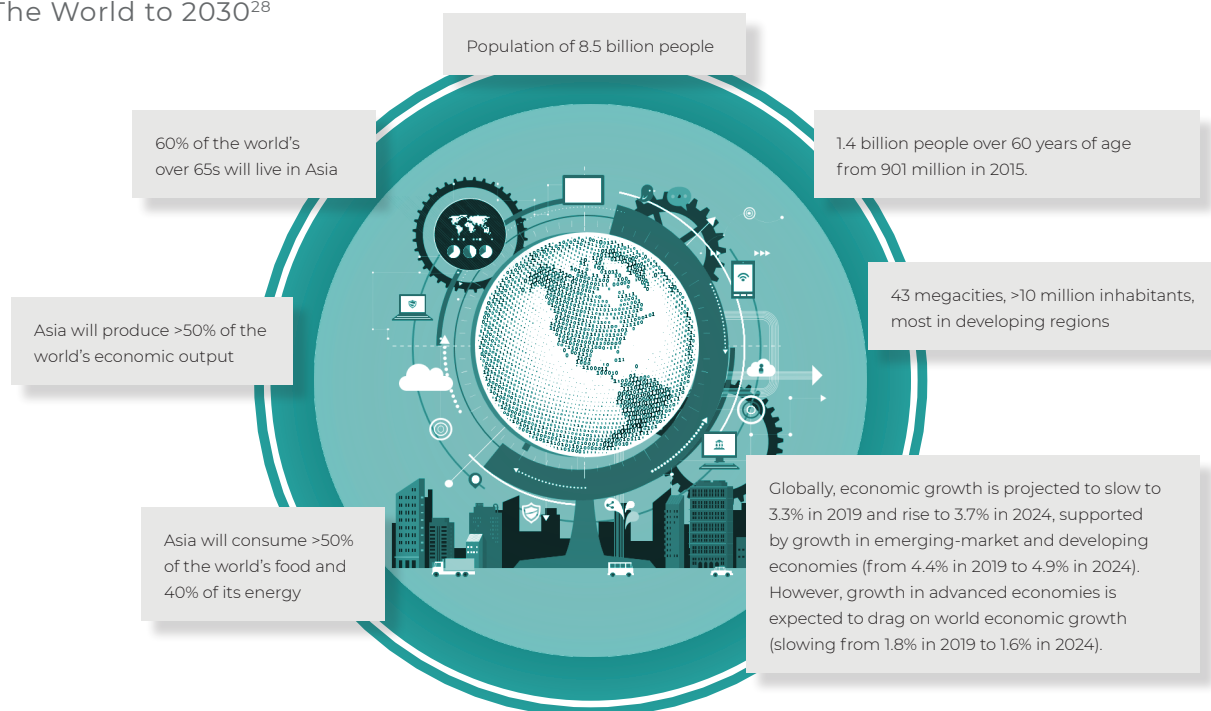 The World to 2030²⁸
Population of 8.5 billion people
60% of the world's
over 65s will live in Asia
1.4 billion people over 60 years of age
from 901 million in 2015.
43 megacities, >10 million inhabitants,
most in developing regions
Asia will produce >50% of the
world's economic output
Asia will consume >50%
of the world's food and
40% of its energy
Globally, economic growth is projected to slow to
3.3% in 2019 and rise to 3.7% in 2024, supported
by growth in emerging-market and developing
economies (from 4.4% in 2019 to 4.9% in 2024).
However, growth in advanced economies is
expected to drag on world economic growth
(slowing from 1.8% in 2019 to 1.6% in 2024).